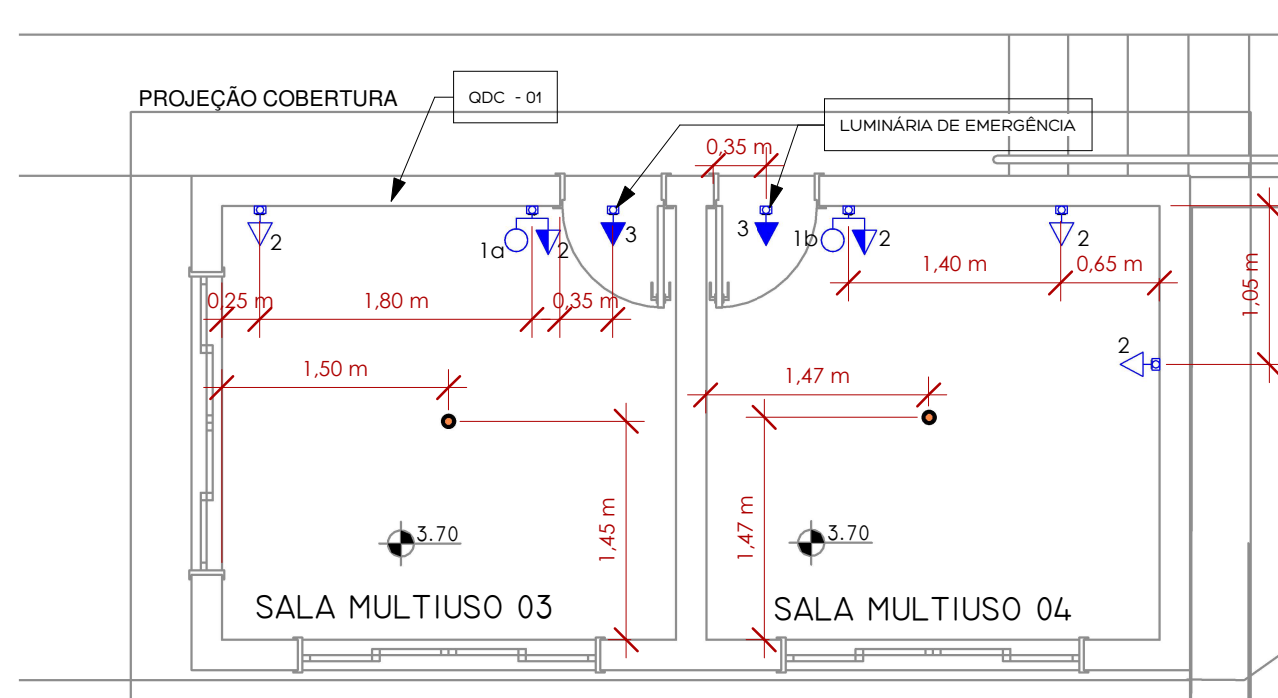 PROJEÇÃO COBERTURA
QDC - 01
LUMINÁRIA DE EMERGÊNCIA
0,35 m
2
1a
2
3
3
1b
2
2
0,25 m
1,80 m
0,35 m
1,40 m
0,65 m
1,05 m
1,50 m
1,47 m
2
1,45 m
1,47 m
3.70
3.70
SALA MULTIUSO 03
SALA MULTIUSO 04